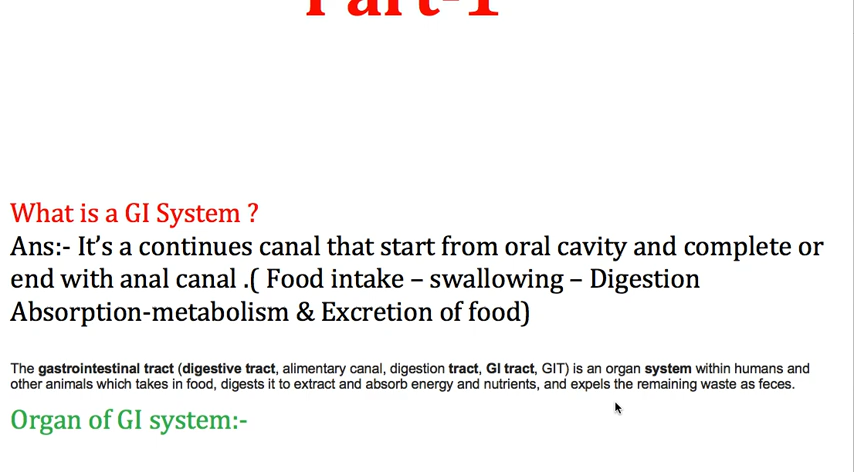 Part-1
What is a GI System ?
Ans:- It's a continues canal that start from oral cavity and complete or
end with anal canal .( Food intake – swallowing – Digestion
Absorption-metabolism & Excretion of food)
The gastrointestinal tract (digestive tract, alimentary canal, digestion tract, GI tract, GIT) is an organ system within humans and
other animals which takes in food, digests it to extract and absorb energy and nutrients, and expels the remaining waste as feces.
Organ of GI system:-